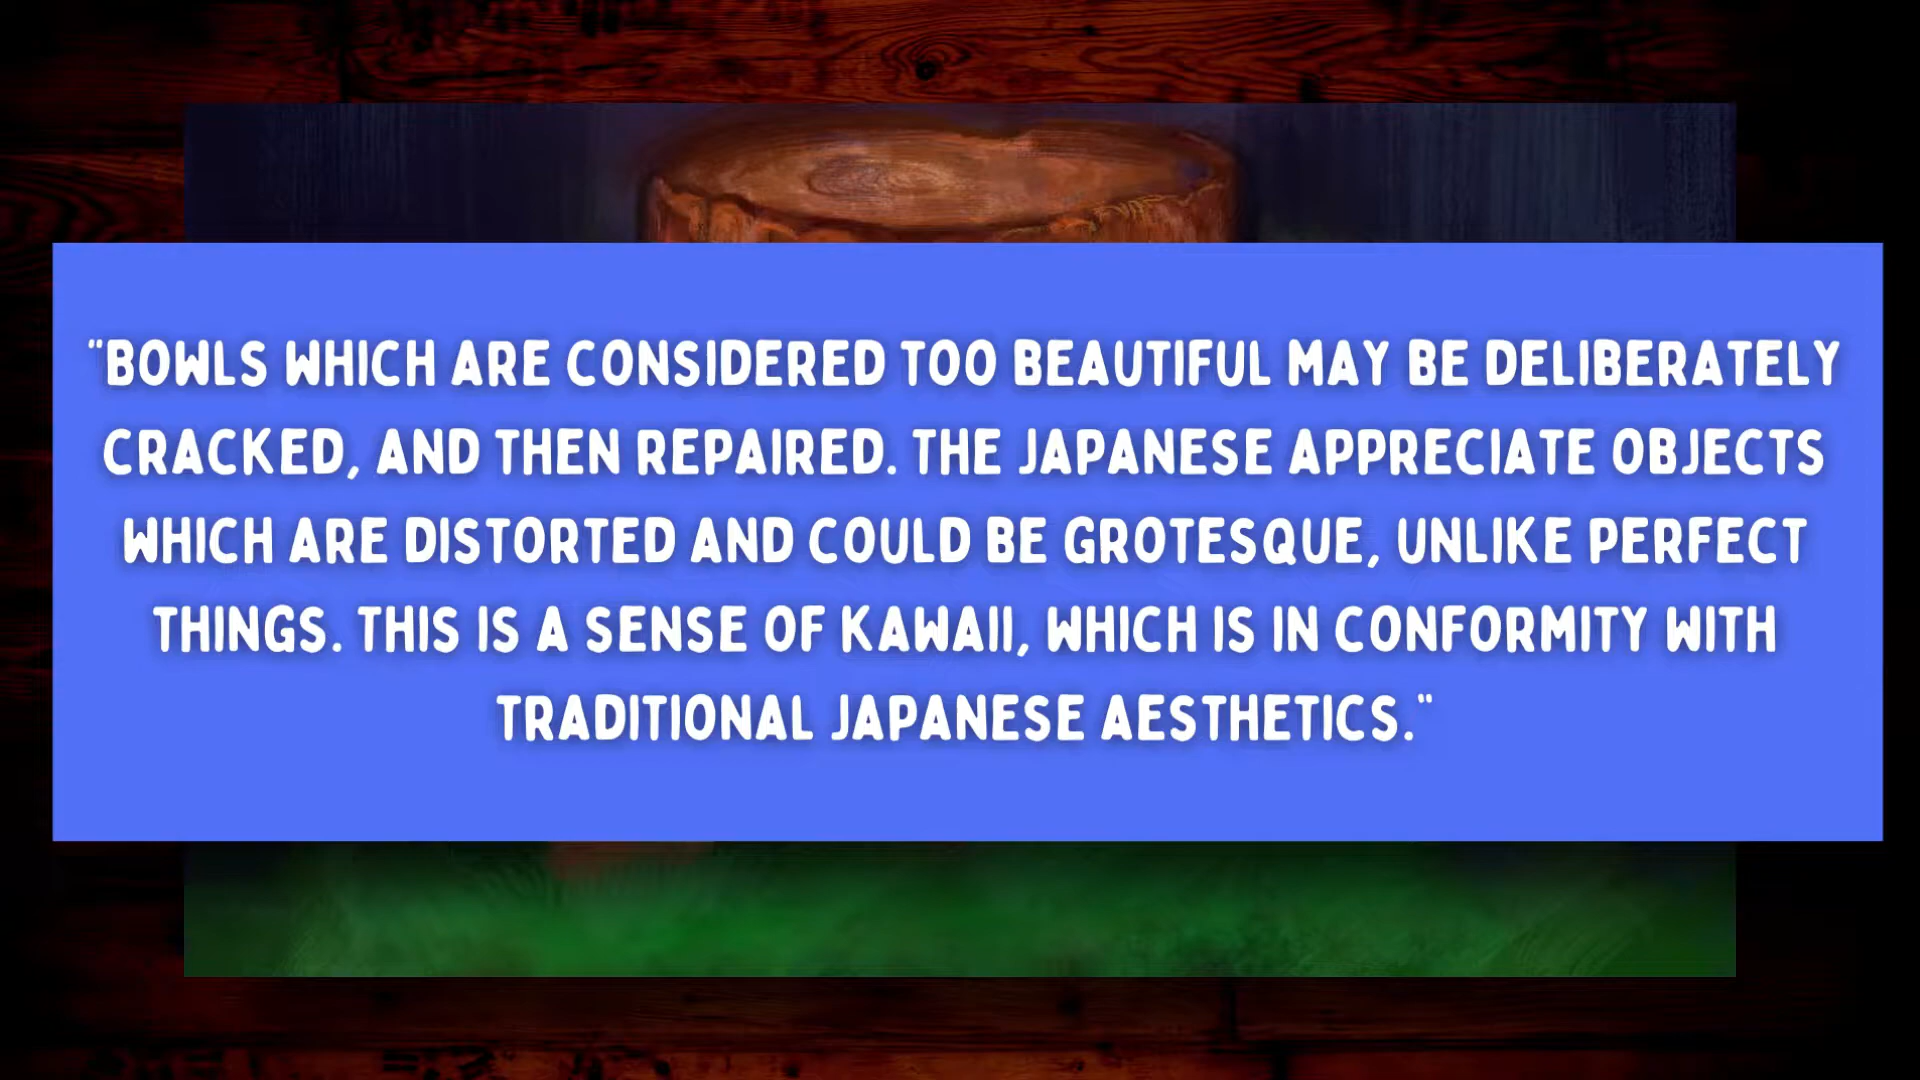 "BOWLS WHICH ARE CONSIDERED TOO BEAUTIFUL MAY BE DELIBERATELY
CRACKED, AND THEN REPAIRED. THE JAPANESE APPRECIATE OBJECTS
WHICH ARE DISTORTED AND COULD BE GROTESQUE, UNLIKE PERFECT
THINGS. THIS IS A SENSE OF KAWAII, WHICH IS IN CONFORMITY WITH
TRADITIONAL JAPANESE AESTHETICS."